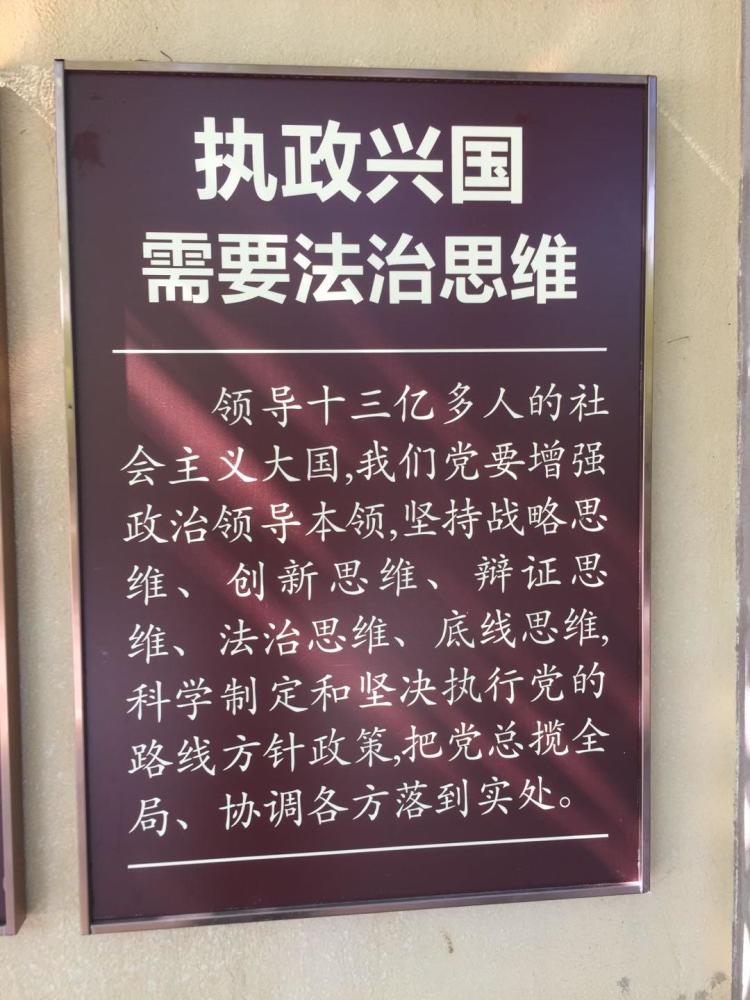 执政兴国
需要法治思维
领导十三亿多人的社
会主义大国,我们党要增强
政治领导本领,坚持战略思
维、创新思维、辩证思
维、法治思维、底线思维,
科学制定和坚决执行党的
路线方针政策,把党总揽全
局、协调各方落到实处。